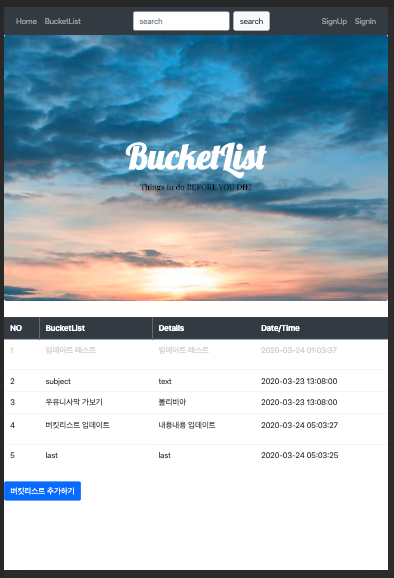 Home BucketList search search SignUp SignIn
BucketList
Things to do BEFORE YOU DIE!
NO BucketList Details Date/Time
1 업데이트 테스트 업데이트 테스트 2020-03-24 01:03:37
2 subject text 2020-03-23 13:08:00
3 우유니사막 가보기 볼리비아 2020-03-23 13:08:00
4 버킷리스트 업데이트 내용내용 업데이트 2020-03-24 05:03:27
5 last last 2020-03-24 05:03:25
버킷리스트 추가하기